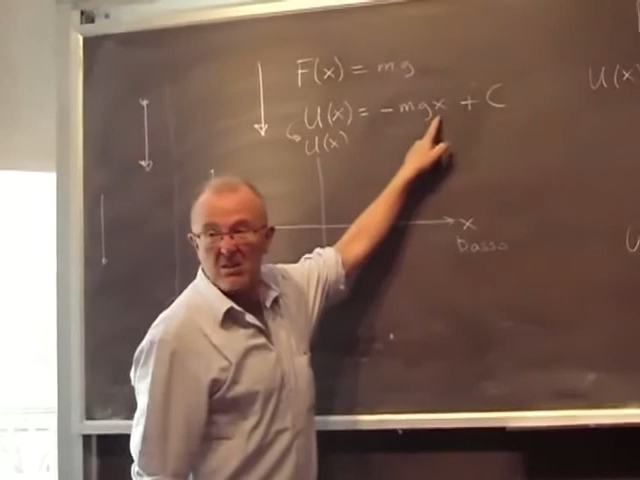 F(x) = mg
U(x) = - mgx + C
U(x)
x
Basso
U(x)
U